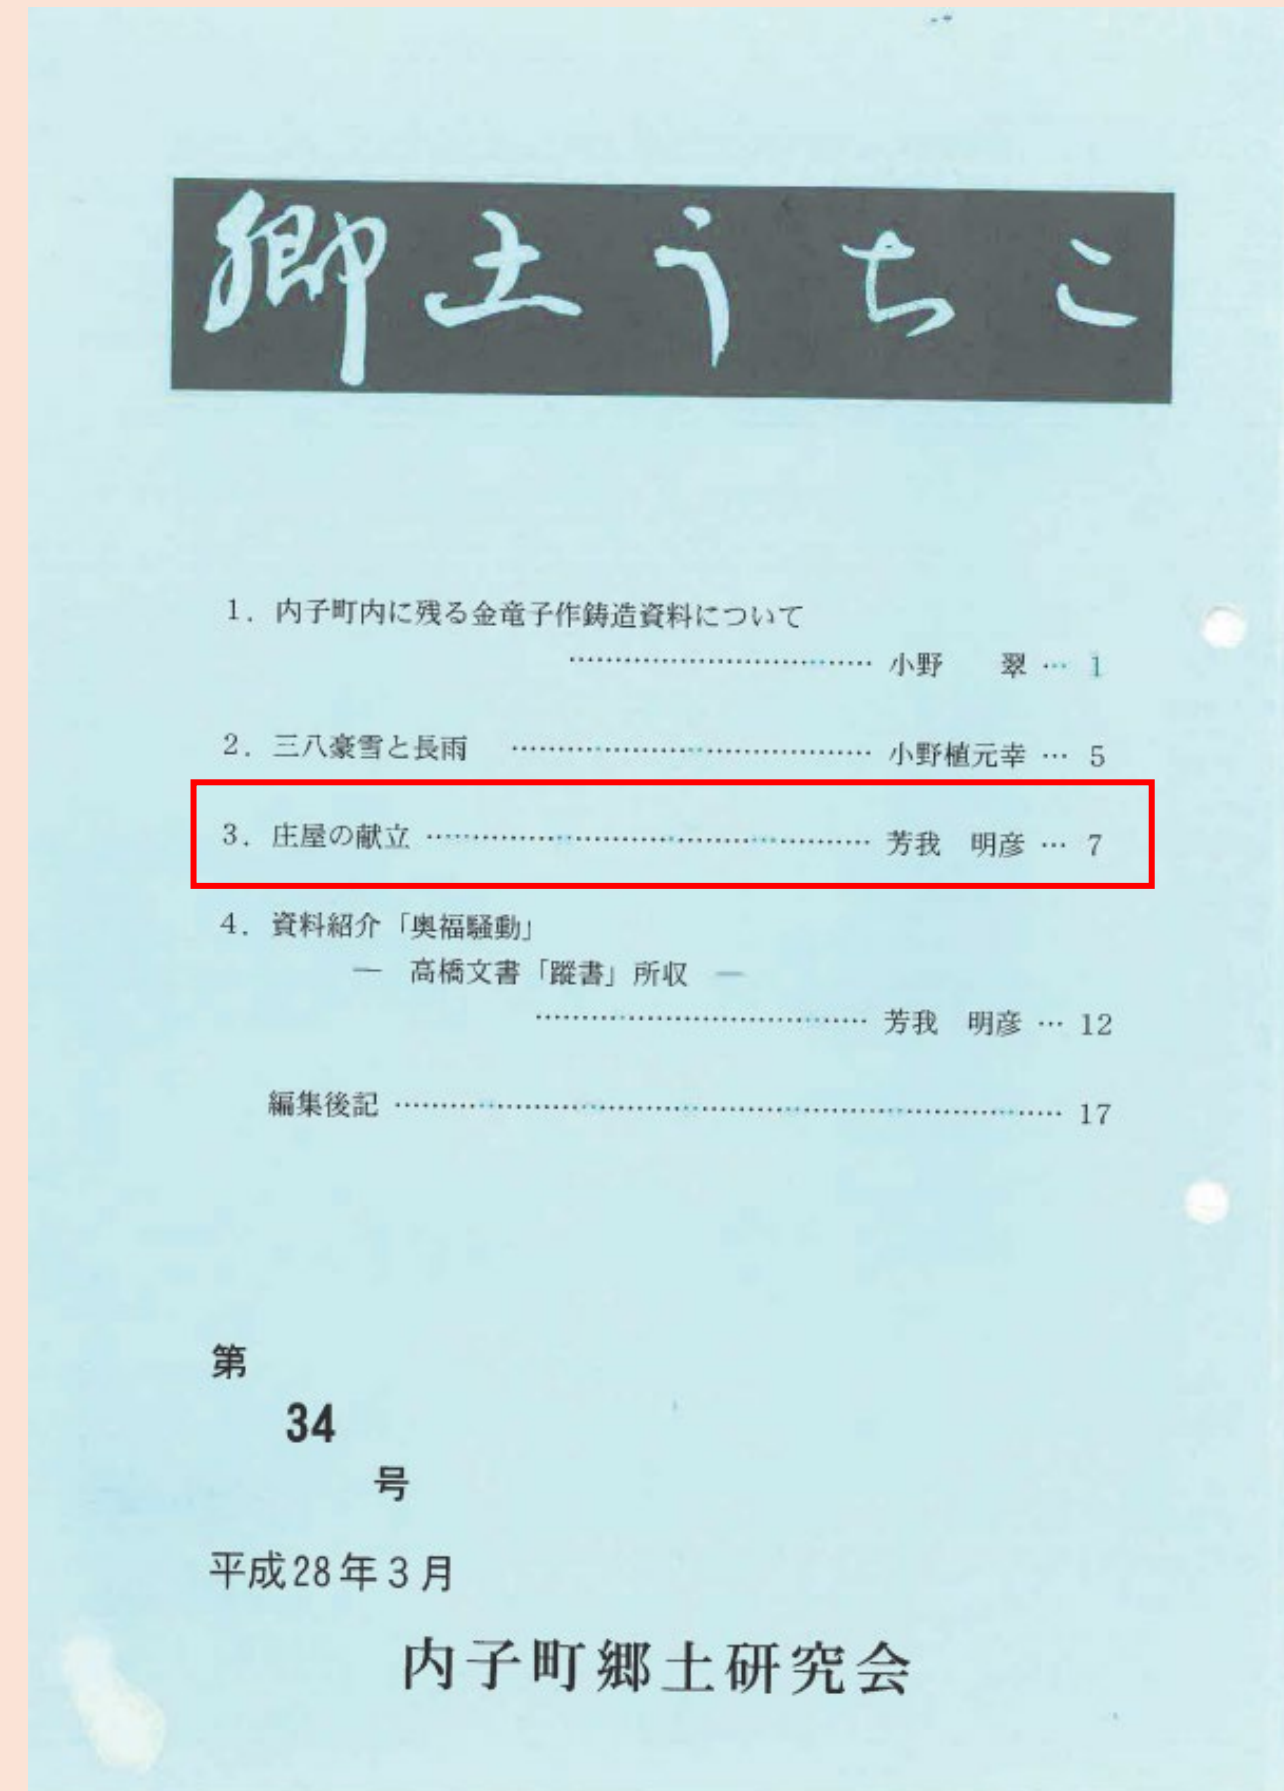 郷土うちこ
1. 内子町内に残る金竜子作鋳造資料について
…………………………… 小野　翠 … 1
2. 三八豪雪と長雨 ………………………………… 小野植元幸 … 5
3. 庄屋の献立 ………………………………………… 芳我　明彦 … 7
4. 資料紹介「奥福騒動」
― 高橋文書「蹤書」所収 ―
……………………………… 芳我　明彦 … 12
編集後記 ……………………………………………………………… 17
第
34
号
平成28年3月
内子町郷土研究会